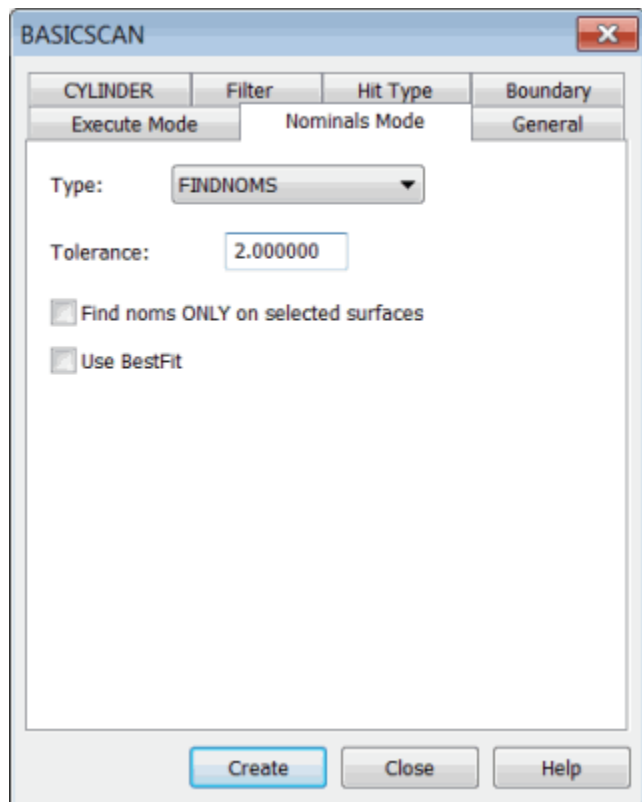 BASICSCAN
CYLINDER Filter Hit Type Boundary
Execute Mode Nominals Mode General
Type: FINDNOMS
Tolerance: 2.000000
Find noms ONLY on selected surfaces
Use BestFit
Create Close Help